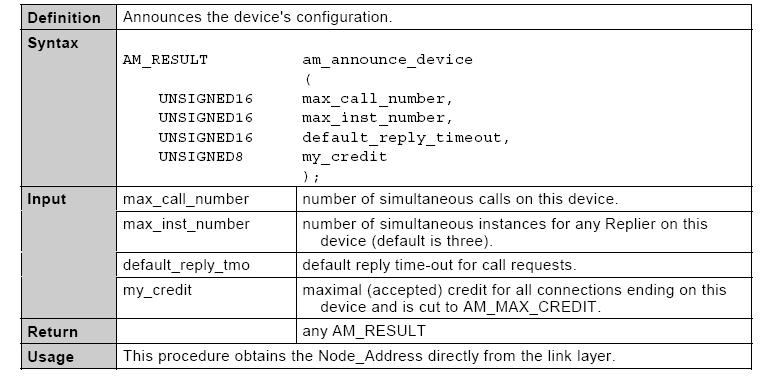 Definition Announces the device's configuration.
Syntax
AM_RESULT am_announce_device
(
UNSIGNED16 max_call_number,
UNSIGNED16 max_inst_number,
UNSIGNED16 default_reply_timeout,
UNSIGNED8 my_credit
);
Input max_call_number number of simultaneous calls on this device.
max_inst_number number of simultaneous instances for any Replier on this
device (default is three).
default_reply_tmo default reply time-out for call requests.
my_credit maximal (accepted) credit for all connections ending on this
device and is cut to AM_MAX_CREDIT.
Return any AM_RESULT
Usage This procedure obtains the Node_Address directly from the link layer.